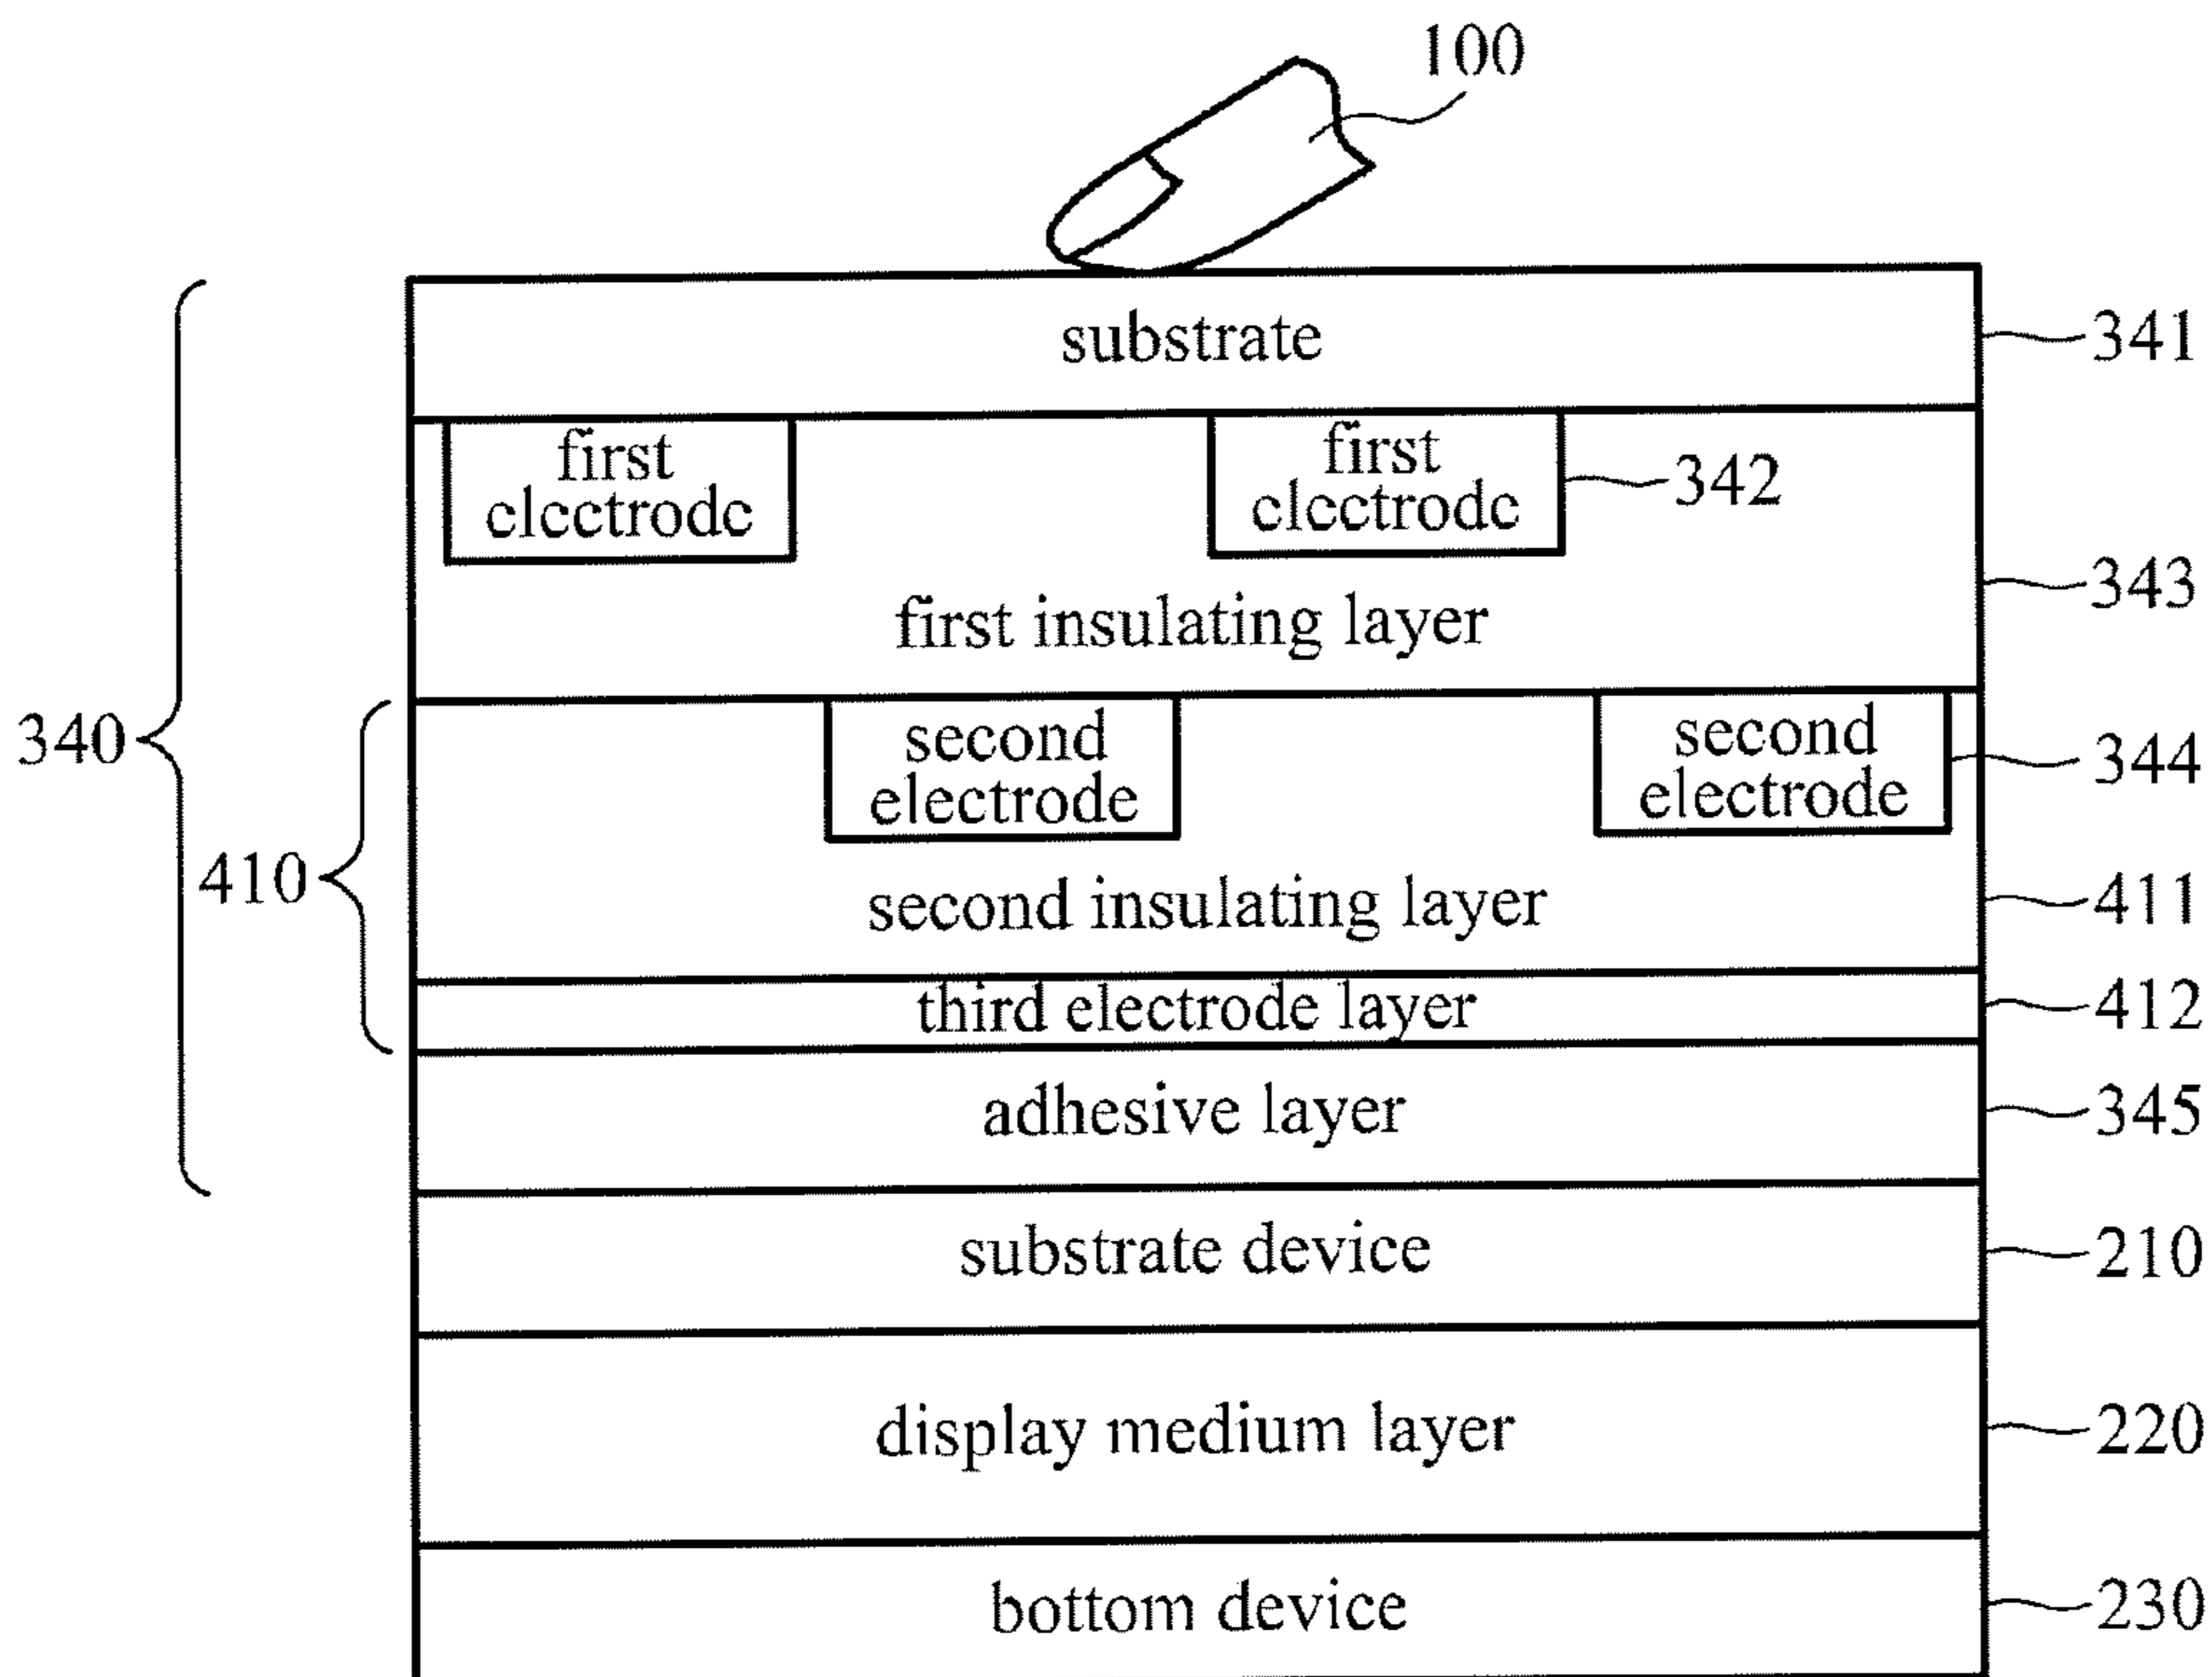 100
substrate
341
first
electrode
first
electrode
342
343
first insulating layer
340
second
electrode
second
electrode
344
410
second insulating layer
411
third electrode layer
412
adhesive layer
345
substrate device
210
display medium layer
220
bottom device
230